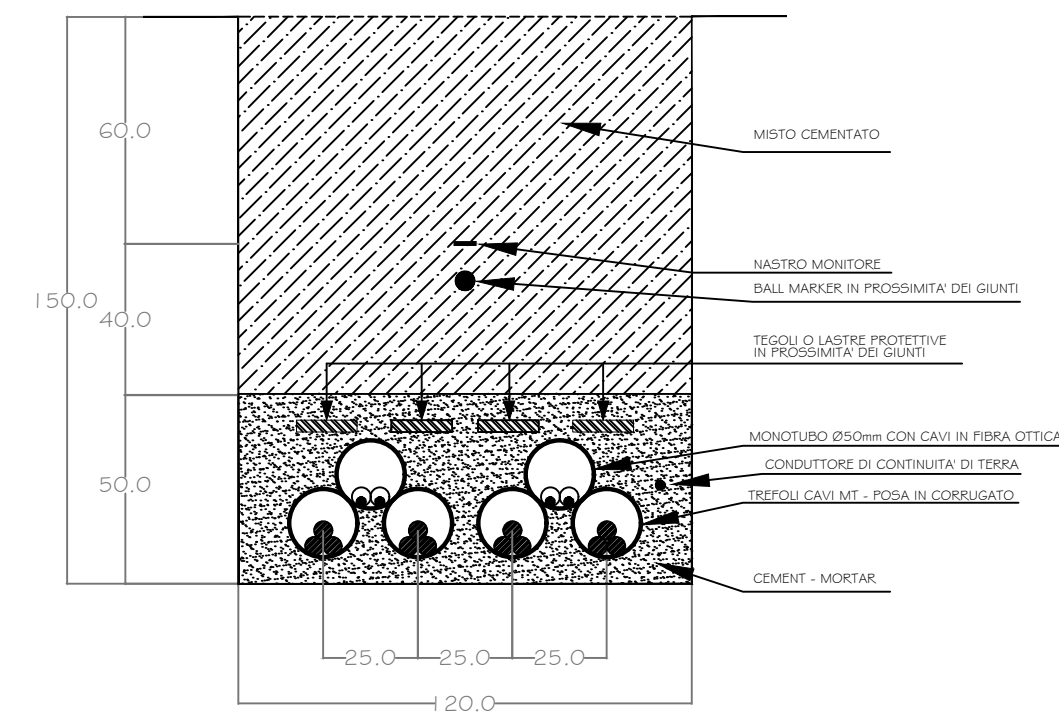 60.0
MISTO CEMENTATO
NASTRO MONITORE
BALL MARKER IN PROSSIMITA' DEI GIUNTI
150.0
40.0
TEGOLI O LASTRE PROTETTIVE
IN PROSSIMITA' DEI GIUNTI
MONOTUBO Ø50mm CON CAVI IN FIBRA OTTICA
CONDUTTORE DI CONTINUITA' DI TERRA
50.0
TREFOLI CAVI MT - POSA IN CORRUGATO
CEMENT - MORTAR
25.0
25.0
25.0
120.0